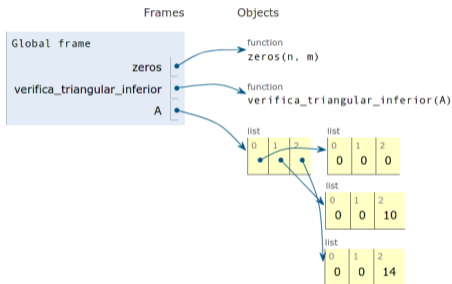 Frames Objects
Global frame
zeros
verifica_triangular_inferior
A
function
zeros(n, m)
function
verifica_triangular_inferior(A)
list
0 1 2
list
0 1 2
0 0 0
list
0 1 2
0 0 10
list
0 1 2
0 0 14